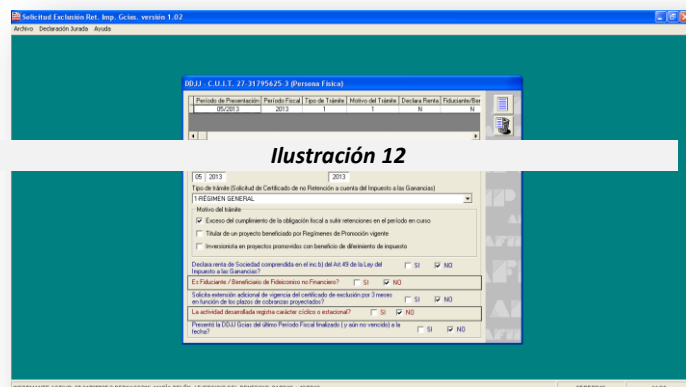 Solicitud Exclusión Ret. Imp. Gcias. versión 1.02
Archivo Declaración Jurada Ayuda
DDJJ - C.U.I.T. 27-31795625-3 (Persona Física)
Período de Presentación Período Fiscal Tipo de Trámite Motivo del Trámite Declara Renta Fiduciante/Ber
05/2013 2013 1 1 N N
Ilustración 12
05 2013 2013
Tipo de trámite (Solicitud de Certificado de no Retención a cuenta del Impuesto a las Ganancias)
1-RÉGIMEN GENERAL
Motivo del trámite
Exceso del cumplimiento de la obligación fiscal a sufrir retenciones en el período en curso
Titular de un proyecto beneficiado por Regímenes de Promoción vigente
Inversionista en proyectos promovidos con beneficio de diferimiento de impuesto
Declara renta de Sociedad comprendida en el inc.b) del Art.49 de la Ley del SI NO
Impuesto a las Ganancias?
Es Fiduciante / Beneficiario de Fideicomiso no Financiero? SI NO
Solicita extensión adicional de vigencia del certificado de exclusión por 3 meses SI NO
en función de los plazos de cobranzas proyectados?
La actividad desarrollada registra carácter cíclico o estacional? SI NO
Presentó la DDJJ Gcias del último Período Fiscal finalizado ( y aún no vencido) a la SI NO
fecha?